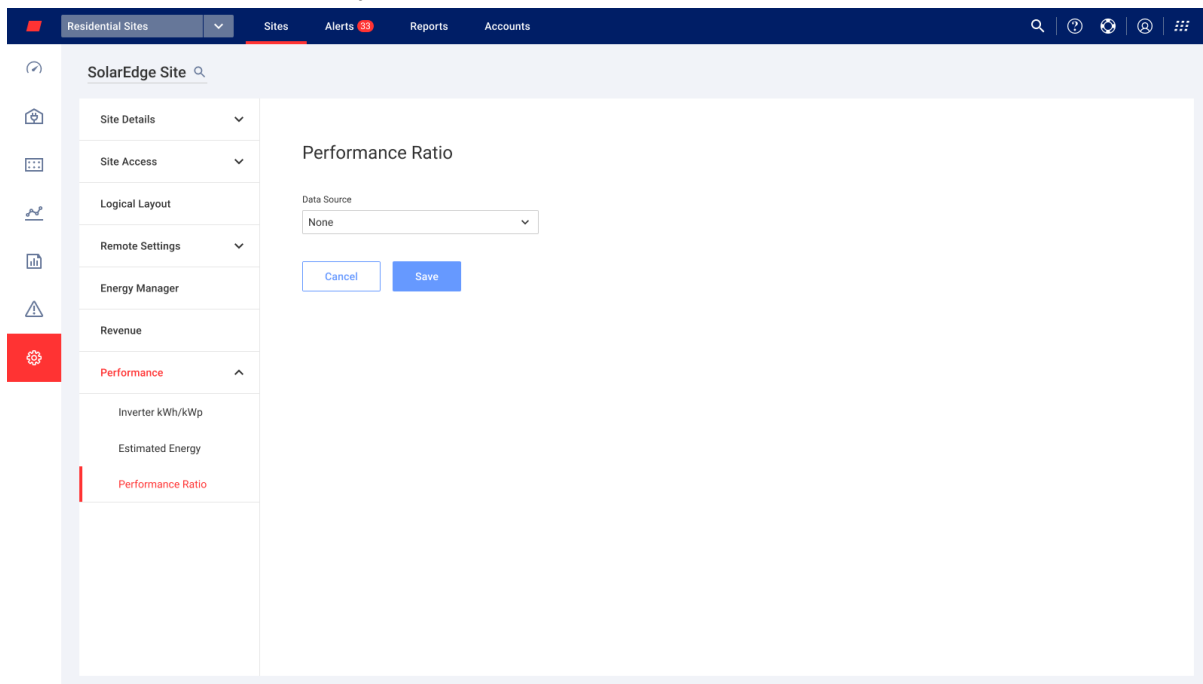 Residential Sites
Sites
Alerts 33
Reports
Accounts
SolarEdge Site
Site Details
Site Access
Logical Layout
Remote Settings
Energy Manager
Revenue
Performance
Inverter kWh/kWp
Estimated Energy
Performance Ratio
Performance Ratio
Data Source
None
Cancel
Save